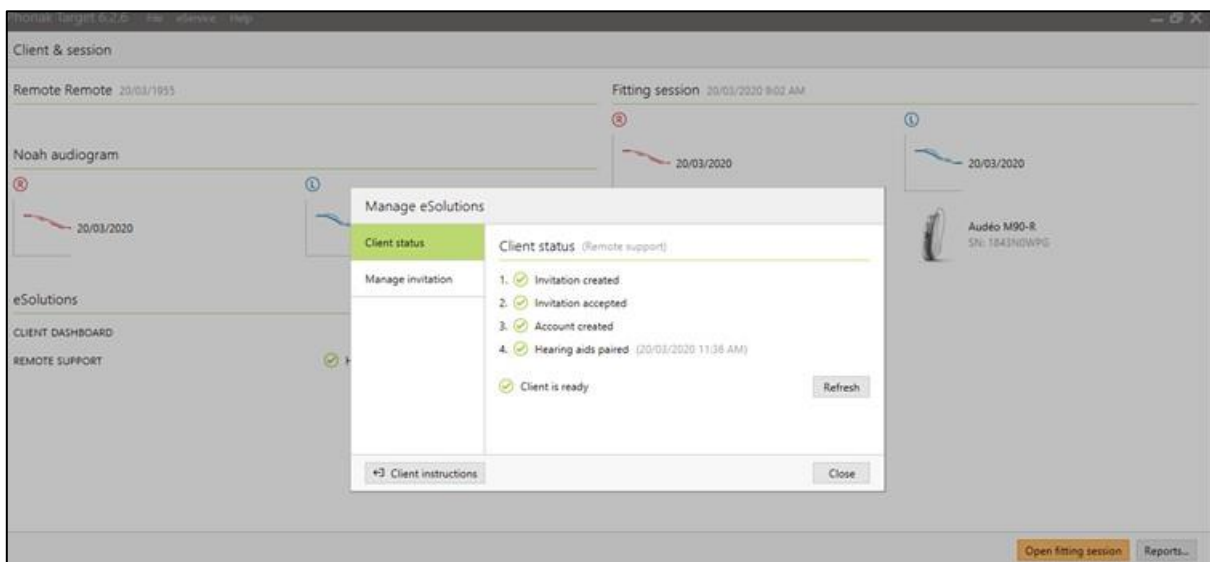 Phonak Target 6.2.6 File eService Help
Client & session
Remote Remote 20/03/1955
Fitting session 20/03/2020 9:02 AM
R
L
20/03/2020
20/03/2020
Noah audiogram
R
L
20/03/2020
Audéo M90-R
SN: 1843N0WPG
eSolutions
CLIENT DASHBOARD
REMOTE SUPPORT
H
Manage eSolutions
Client status
Manage invitation
Client status (Remote support)
1. Invitation created
2. Invitation accepted
3. Account created
4. Hearing aids paired (20/03/2020 11:36 AM)
Client is ready
Refresh
Client instructions
Close
Open fitting session
Reports...